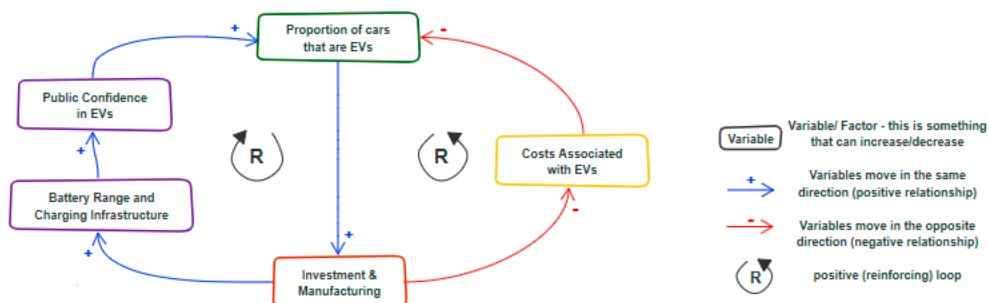 +
Proportion of cars
that are EVs
-
Public Confidence
in EVs
+
R
R
Costs Associated
with EVs
Battery Range and
Charging Infrastructure
+
+
-
Investment &
Manufacturing
Variable
Variable/ Factor - this is something
that can increase/decrease
+
Variables move in the same
direction (positive relationship)
-
Variables move in the opposite
direction (negative relationship)
R
positive (reinforcing) loop